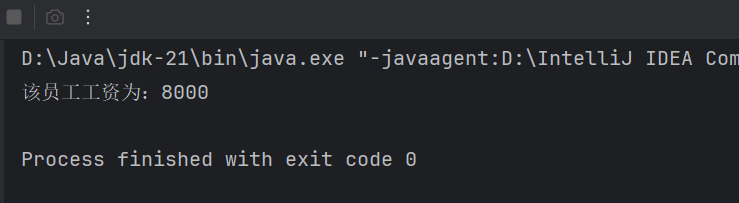 D:\Java\jdk-21\bin\java.exe "-javaagent:D:\IntelliJ IDEA Com
该员工工资为：8000
Process finished with exit code 0